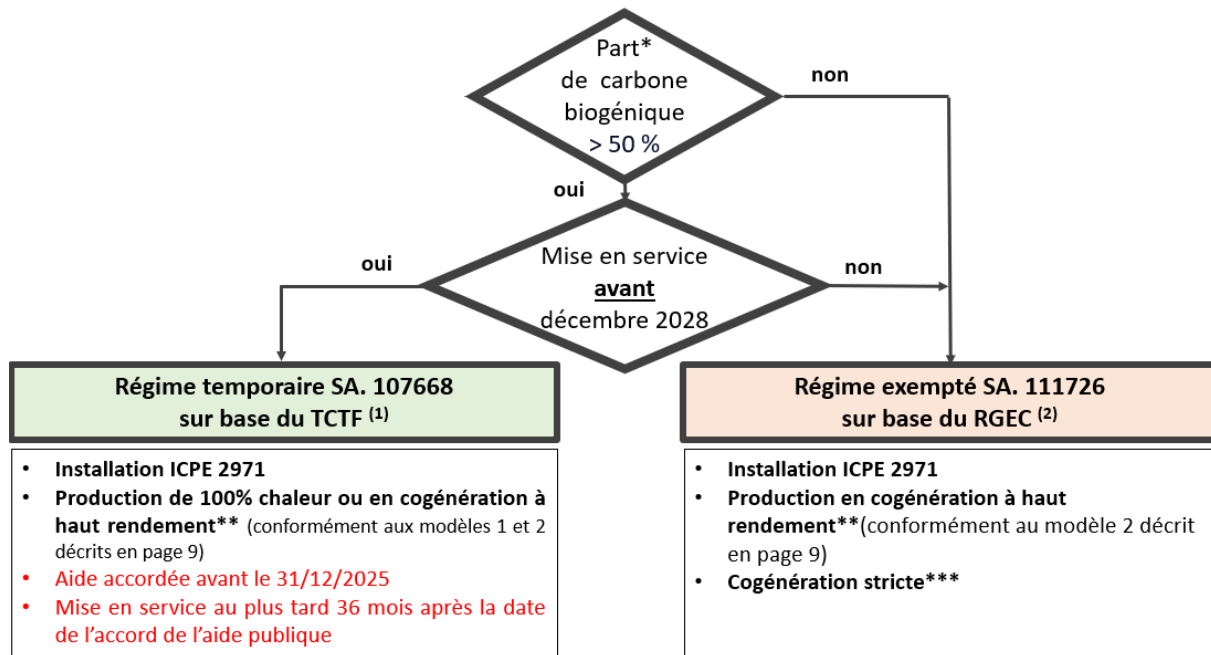 Part*
de carbone
biogénique
> 50 %
non
oui
Mise en service
avant
décembre 2028
oui
non
Régime temporaire SA. 107668
sur base du TCTF (1)
• Installation ICPE 2971
• Production de 100% chaleur ou en cogénération à
haut rendement** (conformément aux modèles 1 et 2
décrits en page 9)
• Aide accordée avant le 31/12/2025
• Mise en service au plus tard 36 mois après la date
de l’accord de l’aide publique
Régime exempté SA. 111726
sur base du RGEC (2)
• Installation ICPE 2971
• Production en cogénération à haut
rendement**(conformément au modèle 2 décrit
en page 9)
• Cogénération stricte***